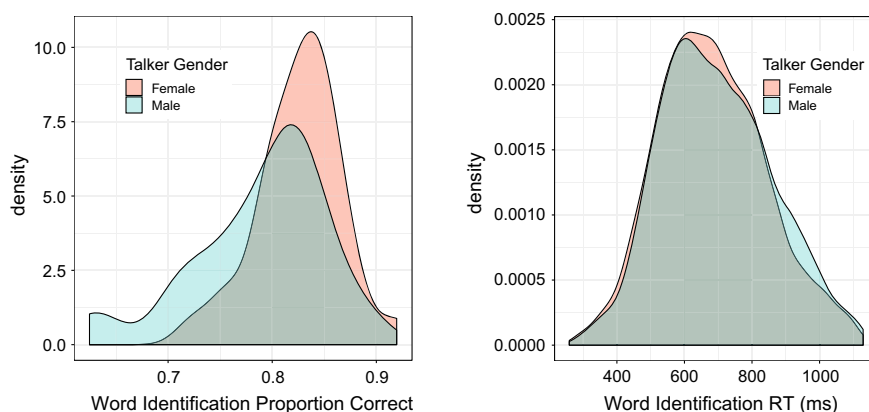 10.0
7.5
5.0
2.5
0.0
density
Talker Gender
Female
Male
0.7
0.8
0.9
Word Identification Proportion Correct
0.0025
0.0020
0.0015
0.0010
0.0005
0.0000
density
Talker Gender
Female
Male
400
600
800
1000
Word Identification RT (ms)